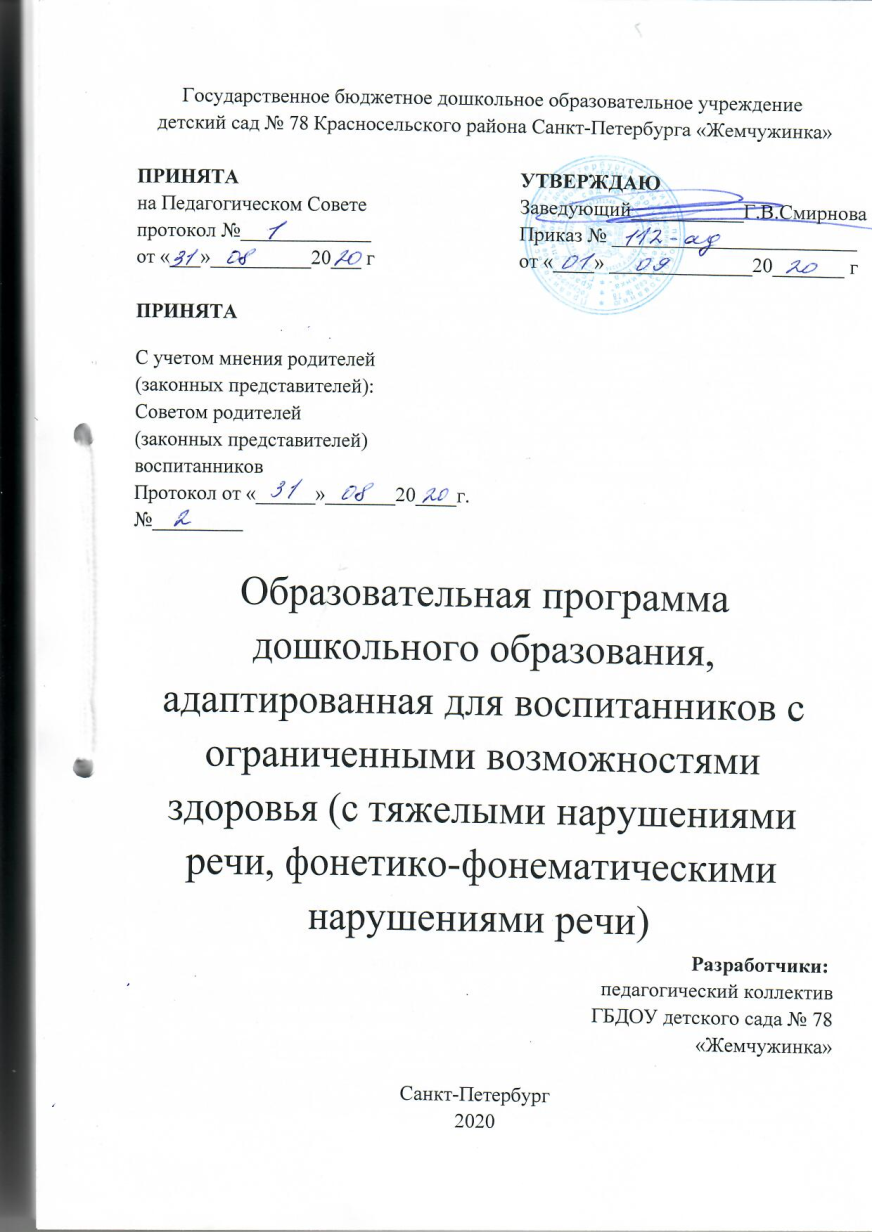 Государственное бюджетное дошкольное образовательное учреждение
детский сад № 78 Красносельского района Санкт-Петербурга «Жемчужинка»
ПРИНЯТА
на Педагогическом Совете
протокол № 1
от «31» 08 2020 г
УТВЕРЖДАЮ
Заведующий Г.В.Смирнова
Приказ № 112-ад
от «01» 09 2020 г
ПРИНЯТА
С учетом мнения родителей
(законных представителей):
Советом родителей
(законных представителей)
воспитанников
Протокол от «31» 08 2020 г.
№ 2
Образовательная программа
дошкольного образования,
адаптированная для воспитанников с
ограниченными возможностями
здоровья (с тяжелыми нарушениями
речи, фонетико-фонематическими
нарушениями речи)
Разработчики:
педагогический коллектив
ГБДОУ детского сада № 78
«Жемчужинка»
Санкт-Петербург
2020